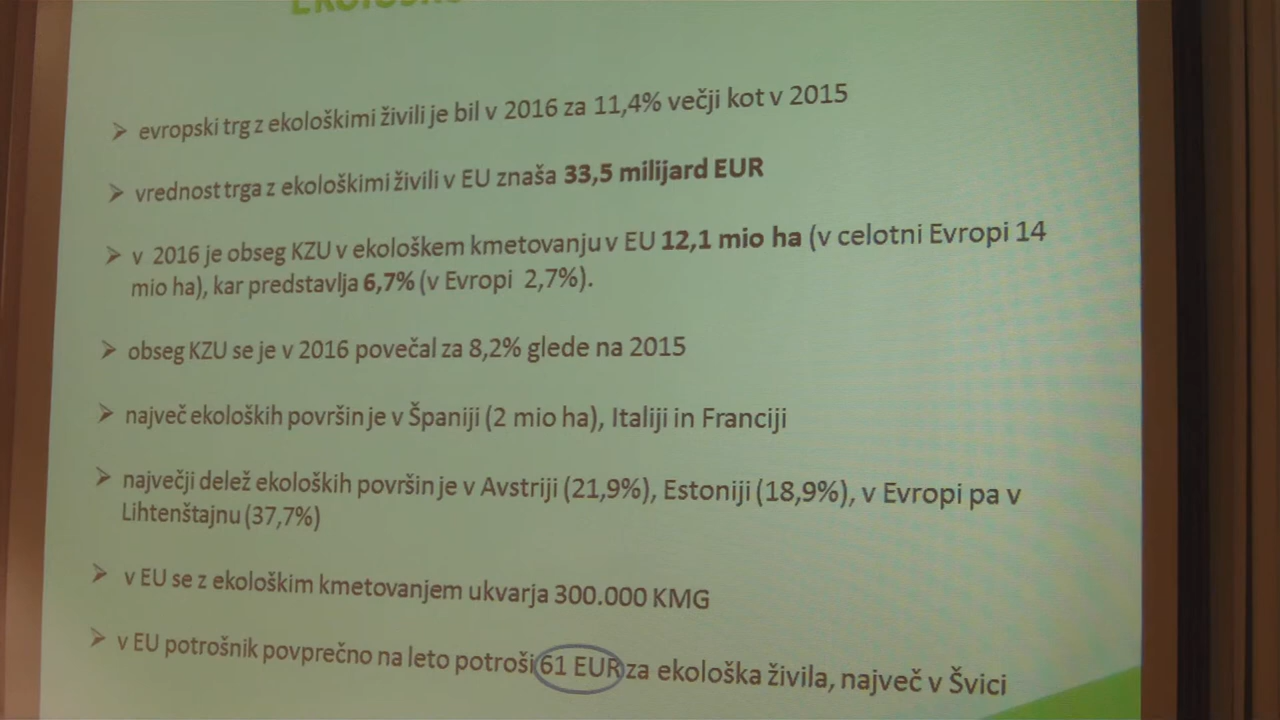 ➢ evropski trg z ekološkimi živili je bil v 2016 za 11,4% večji kot v 2015
➢ vrednost trga z ekološkimi živili v EU znaša 33,5 milijard EUR
➢ v 2016 je obseg KZU v ekološkem kmetovanju v EU 12,1 mio ha (v celotni Evropi 14
mio ha), kar predstavlja 6,7% (v Evropi 2,7%).
➢ obseg KZU se je v 2016 povečal za 8,2% glede na 2015
➢ največ ekoloških površin je v Španiji (2 mio ha), Italiji in Franciji
➢ največji delež ekoloških površin je v Avstriji (21,9%), Estoniji (18,9%), v Evropi pa v
Lihtenštajnu (37,7%)
➢ v EU se z ekološkim kmetovanjem ukvarja 300.000 KMG
➢ v EU potrošnik povprečno na leto potroši 61 EUR za ekološka živila, največ v Švici